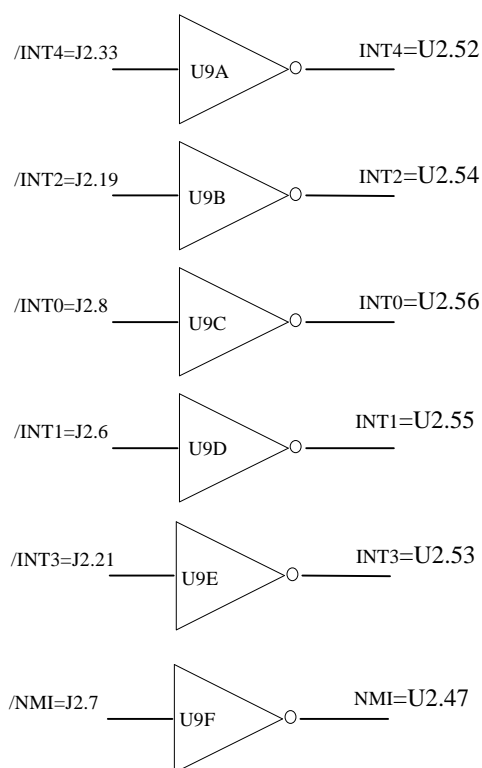 /INT4=J2.33 U9A INT4=U2.52
/INT2=J2.19 U9B INT2=U2.54
/INT0=J2.8 U9C INT0=U2.56
/INT1=J2.6 U9D INT1=U2.55
/INT3=J2.21 U9E INT3=U2.53
/NMI=J2.7 U9F NMI=U2.47